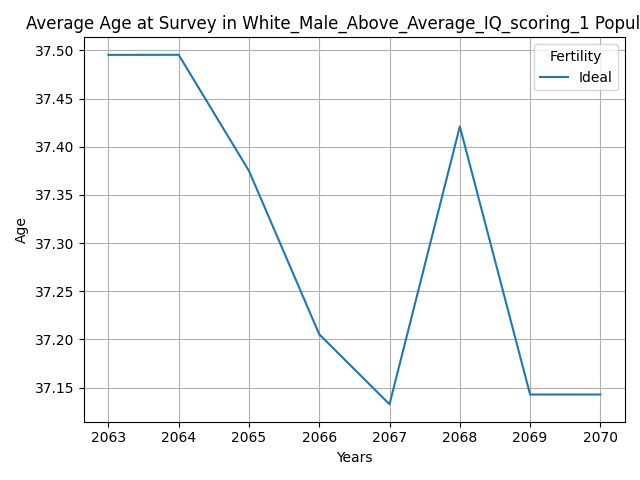 Average Age at Survey in White_Male_Above_Average_IQ_scoring_1 Popul
37.50
37.45
37.40
37.35
37.30
37.25
37.20
37.15
Age
Fertility
Ideal
2063 2064 2065 2066 2067 2068 2069 2070
Years